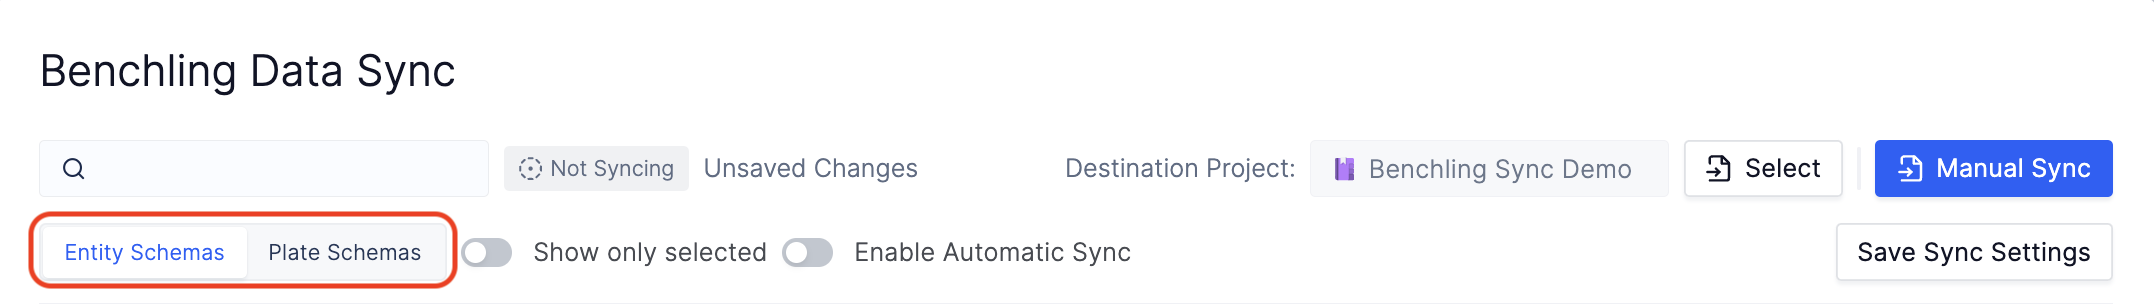 Benchling Data Sync
Not Syncing Unsaved Changes Destination Project: Benchling Sync Demo Select Manual Sync
Entity Schemas Plate Schemas Show only selected Enable Automatic Sync Save Sync Settings